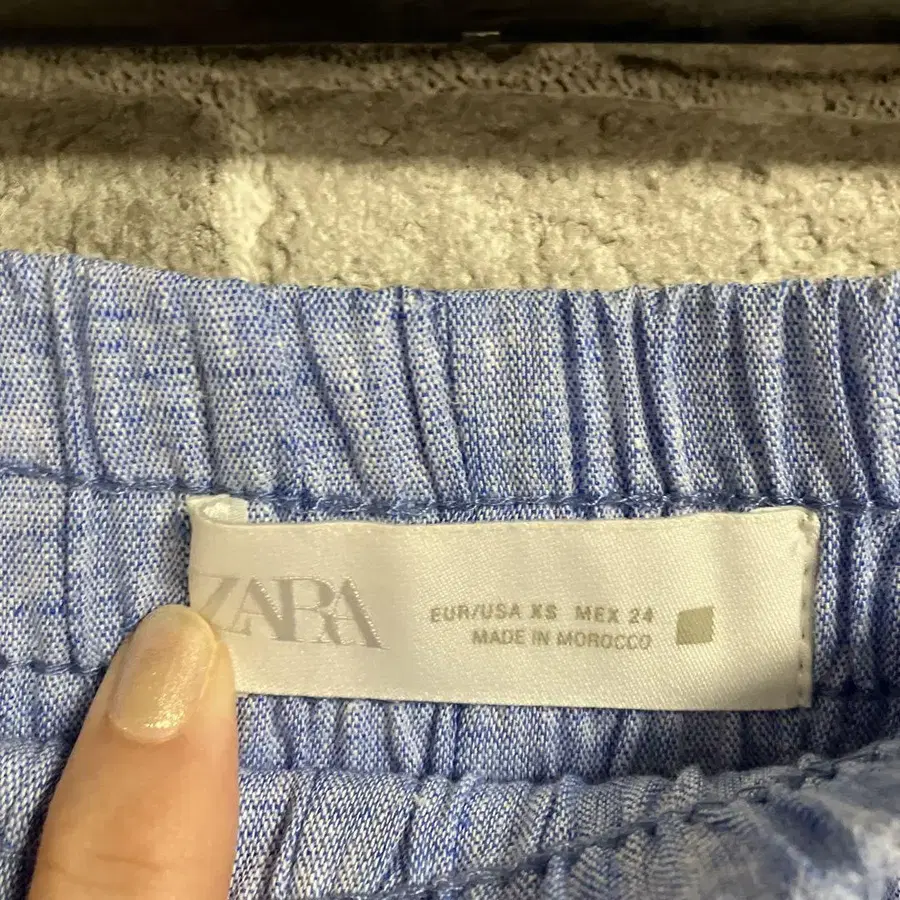 ZARA
EUR/USA XS MEX 24
MADE IN MOROCCO